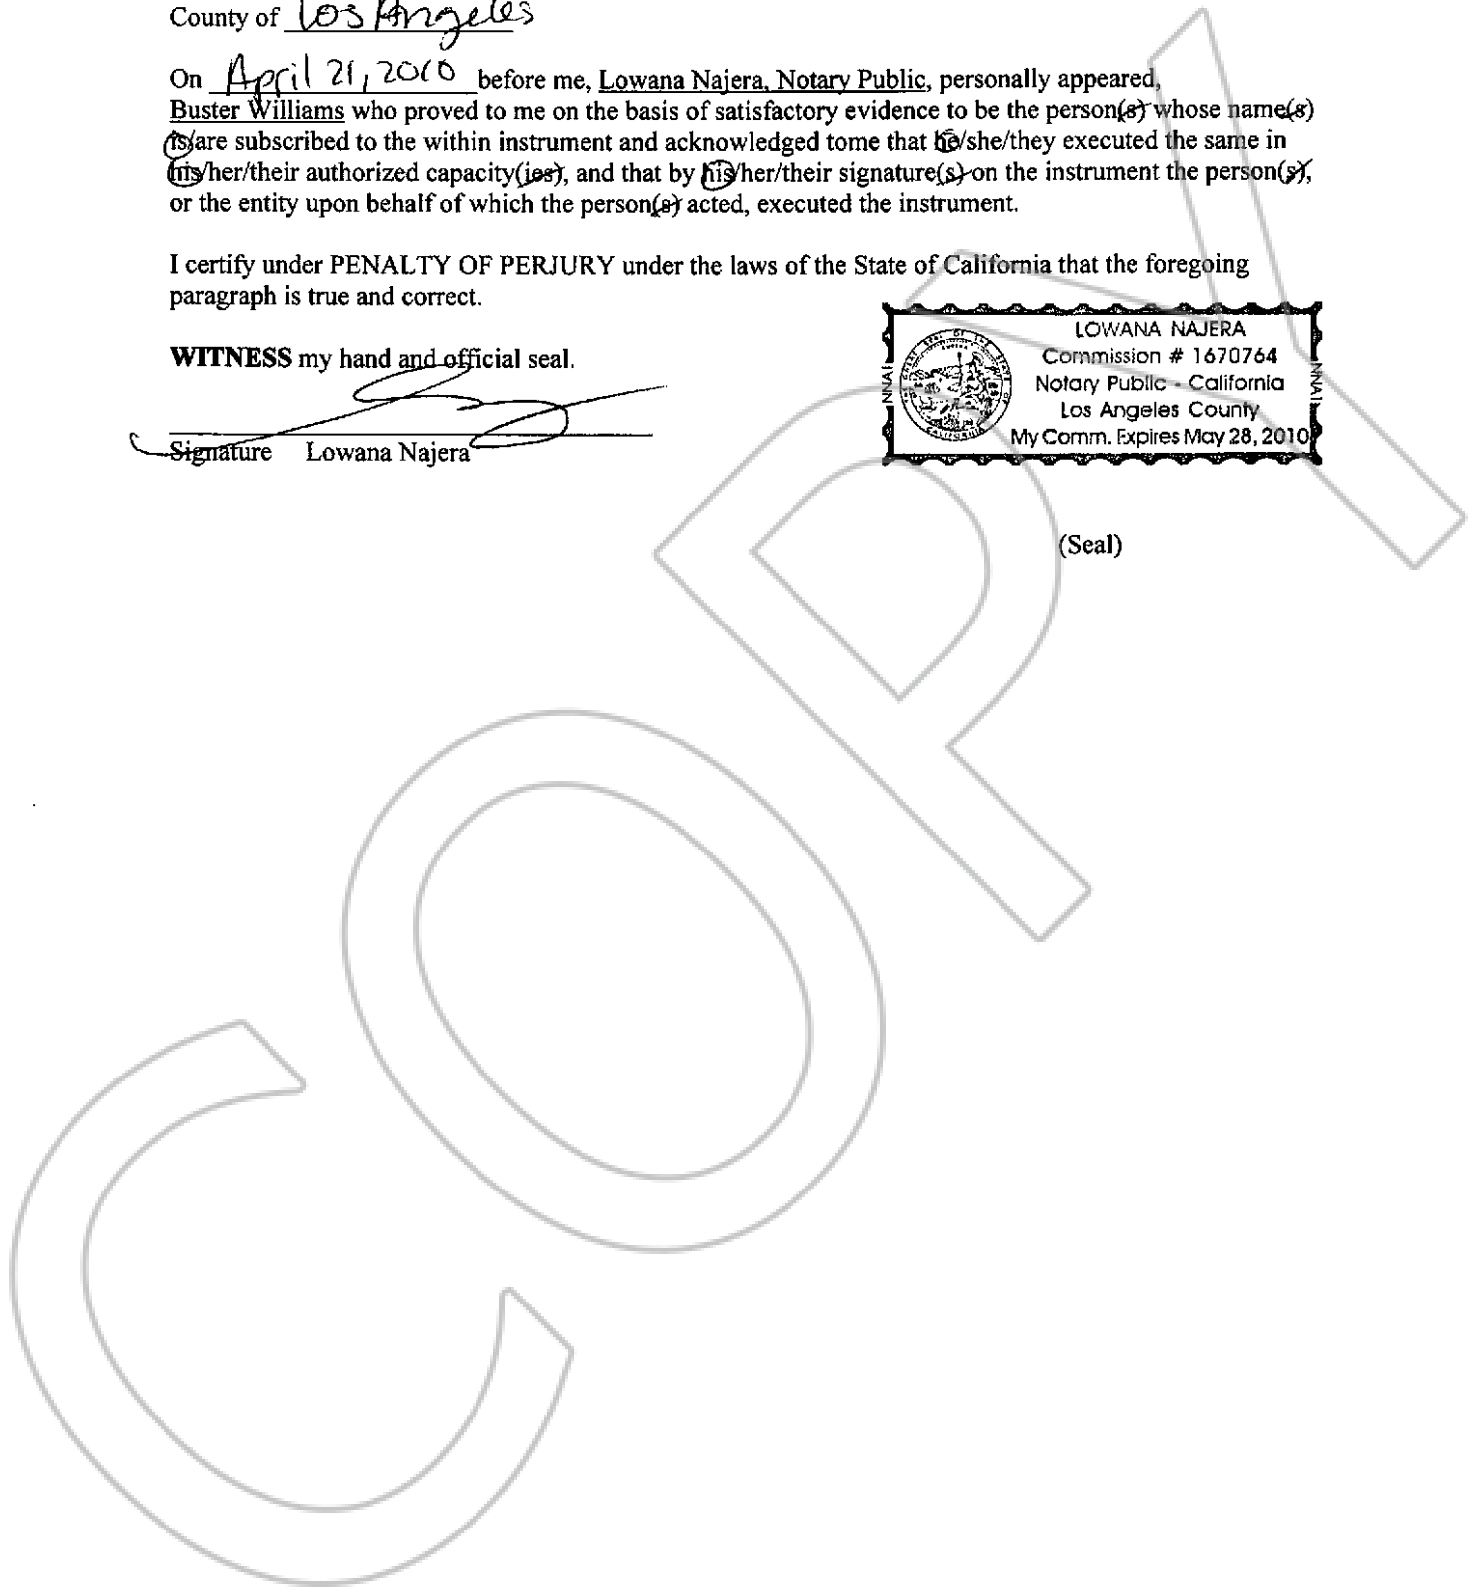 County of Los Angeles
On April 21, 2010 before me, Lowana Najera, Notary Public, personally appeared,
Buster Williams who proved to me on the basis of satisfactory evidence to be the person(s) whose name(s)
is/are subscribed to the within instrument and acknowledged tome that he/she/they executed the same in
his/her/their authorized capacity(ies), and that by his/her/their signature(s) on the instrument the person(s),
or the entity upon behalf of which the person(s) acted, executed the instrument.
I certify under PENALTY OF PERJURY under the laws of the State of California that the foregoing
paragraph is true and correct.
WITNESS my hand and official seal.
Signature Lowana Najera
LOWANA NAJERA
Commission # 1670764
Notary Public - California
Los Angeles County
My Comm. Expires May 28, 2010
NNA
NNA
(Seal)
COPY